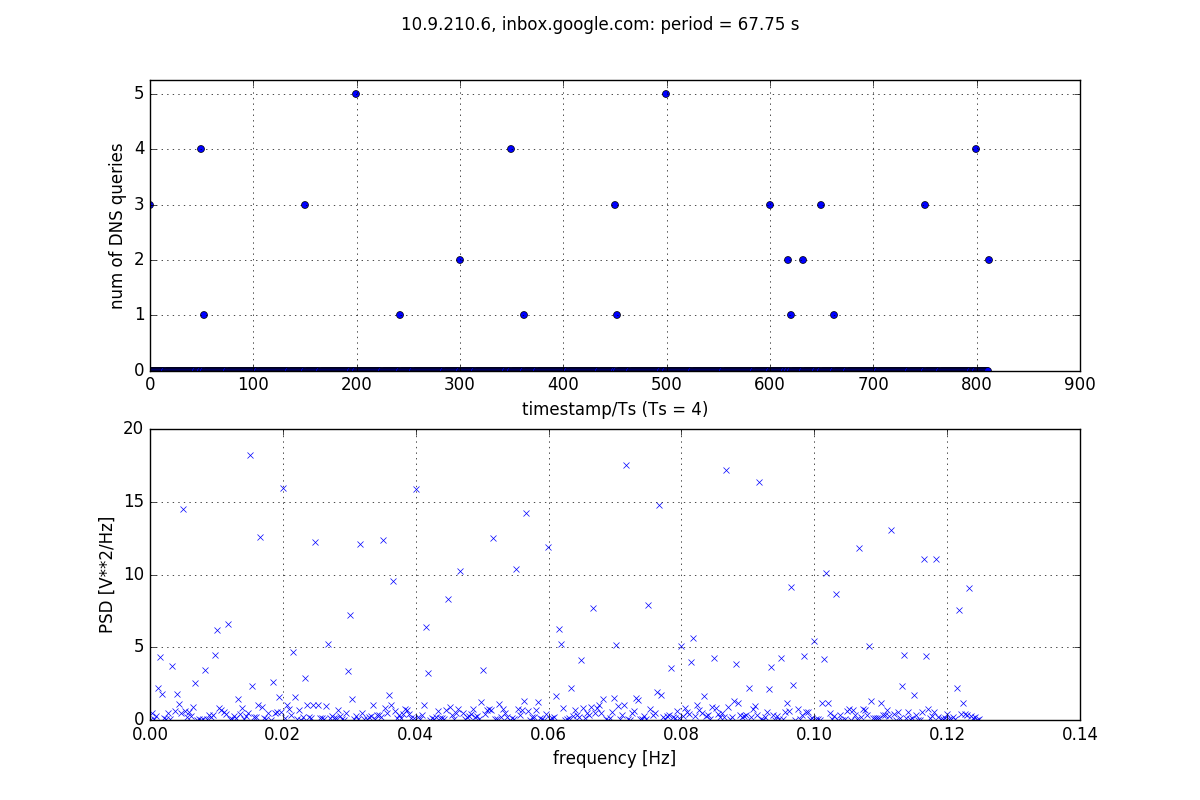 10.9.210.6, inbox.google.com: period = 67.75 s
5
4
3
2
1
0
num of DNS queries
0 100 200 300 400 500 600 700 800 900
timestamp/Ts (Ts = 4)
20
15
10
5
0
PSD [V**2/Hz]
0.00 0.02 0.04 0.06 0.08 0.10 0.12 0.14
frequency [Hz]